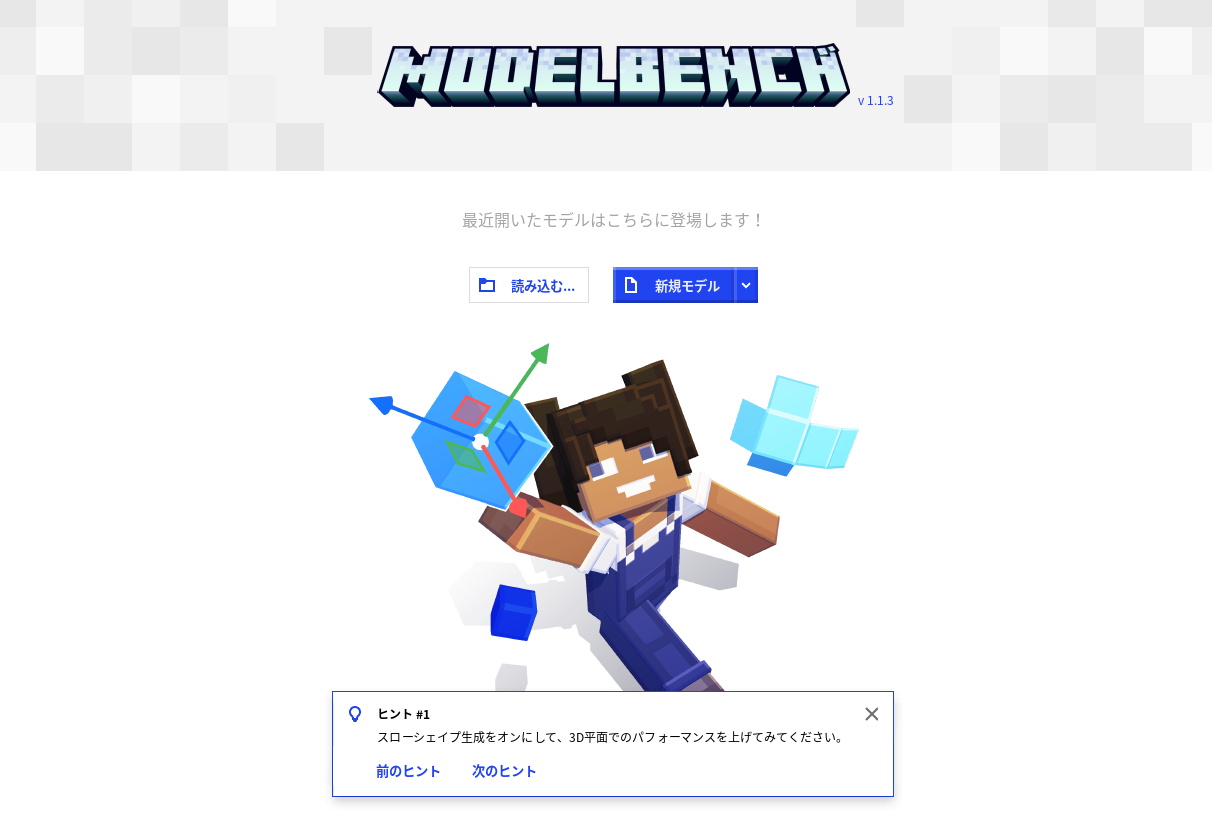 MODELBENCH
v 1.1.3
最近開いたモデルはこちらに登場します！
読み込む...
新規モデル
ヒント #1
スローシェイプ生成をオンにして、3D平面でのパフォーマンスを上げてみてください。
前のヒント
次のヒント